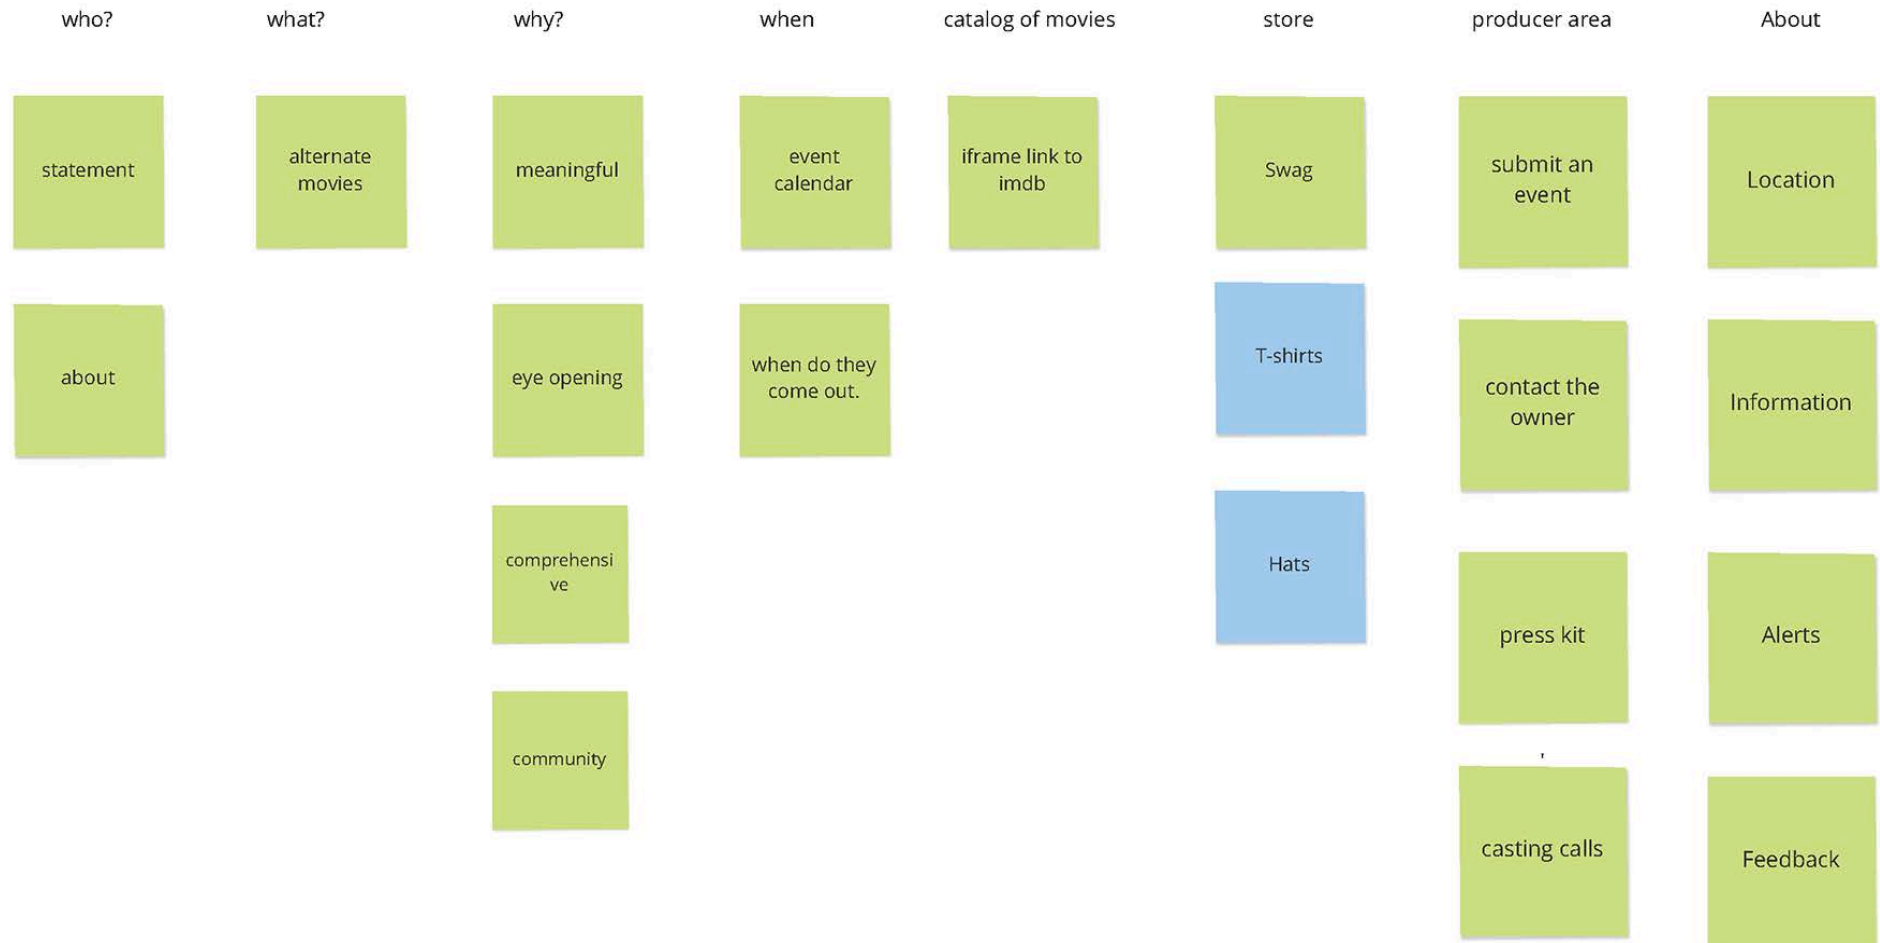 who?
what?
why?
when
catalog of movies
store
producer area
About
statement
about
alternate
movies
meaningful
eye opening
comprehensi
ve
community
event
calendar
when do they
come out.
iframe link to
imdb
Swag
T-shirts
Hats
submit an
event
contact the
owner
press kit
'
casting calls
Location
Information
Alerts
Feedback